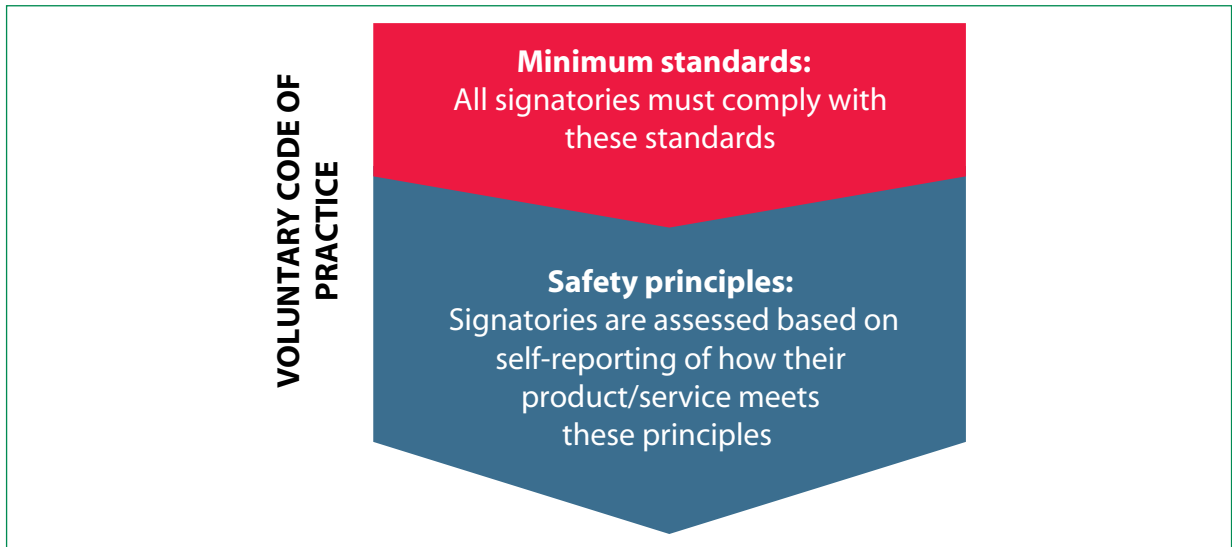 VOLUNTARY CODE OF
PRACTICE
Minimum standards:
All signatories must comply with
these standards
Safety principles:
Signatories are assessed based on
self-reporting of how their
product/service meets
these principles